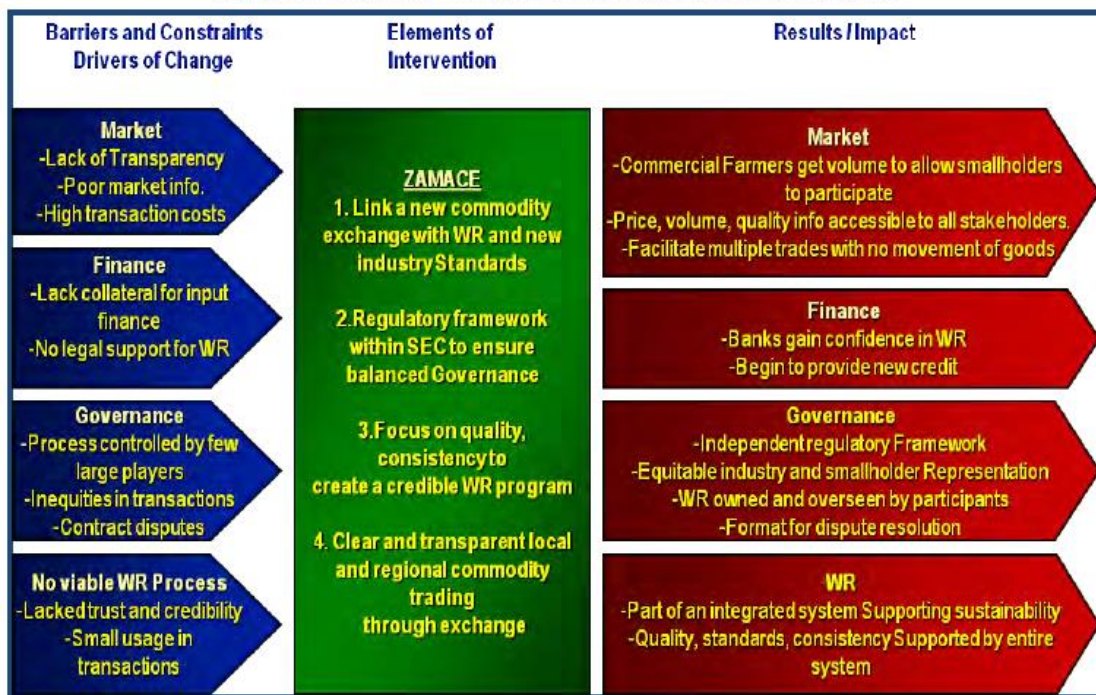 Barriers and Constraints
Drivers of Change
Elements of
Intervention
Results / Impact
Market
-Lack of Transparency
-Poor market info.
-High transaction costs
Finance
-Lack collateral for input
finance
-No legal support for WR
Governance
-Process controlled by few
large players
-Inequities in transactions
-Contract disputes
No viable WR Process
-Lacked trust and credibility
-Small usage in
transactions
ZAMACE
1. Link a new commodity
exchange with WR and new
industry Standards
2.Regulatory framework
within SEC to ensure
balanced Governance
3.Focus on quality,
consistency to
create a credible WR program
4. Clear and transparent local
and regional commodity
trading
through exchange
Market
-Commercial Farmers get volume to allow smallholders
to participate
-Price, volume, quality info accessible to all stakeholders.
-Facilitate multiple trades with no movement of goods
Finance
-Banks gain confidence in WR
-Begin to provide new credit
Governance
-Independent regulatory Framework
-Equitable industry and smallholder Representation
-WR owned and overseen by participants
-Format for dispute resolution
WR
-Part of an integrated system Supporting sustainability
-Quality, standards, consistency Supported by entire
system